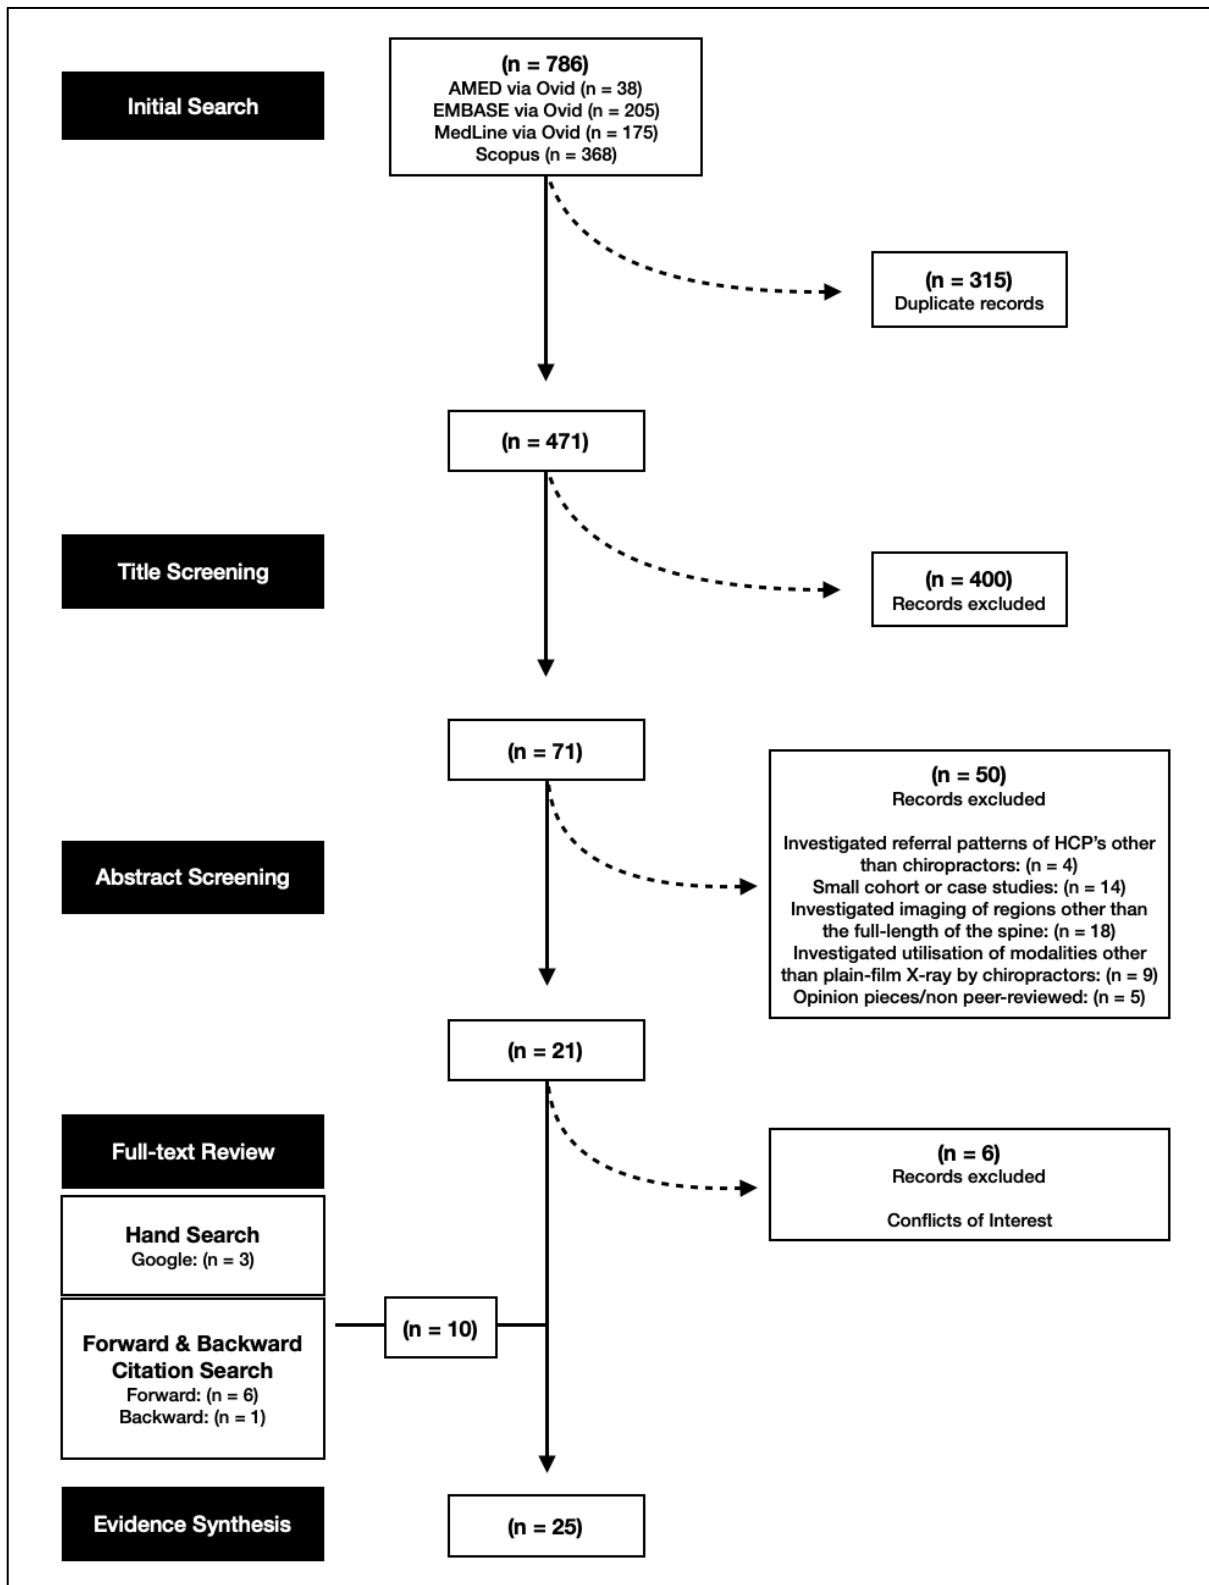 Initial Search
(n = 786)
AMED via Ovid (n = 38)
EMBASE via Ovid (n = 205)
MedLine via Ovid (n = 175)
Scopus (n = 368)
(n = 315)
Duplicate records
(n = 471)
Title Screening
(n = 400)
Records excluded
(n = 71)
Abstract Screening
(n = 50)
Records excluded
Investigated referral patterns of HCP's other
than chiropractors: (n = 4)
Small cohort or case studies: (n = 14)
Investigated imaging of regions other than
the full-length of the spine: (n = 18)
Investigated utilisation of modalities other
than plain-film X-ray by chiropractors: (n = 9)
Opinion pieces/non peer-reviewed: (n = 5)
(n = 21)
Full-text Review
(n = 6)
Records excluded
Conflicts of Interest
Hand Search
Google: (n = 3)
Forward & Backward
Citation Search
Forward: (n = 6)
Backward: (n = 1)
(n = 10)
Evidence Synthesis
(n = 25)